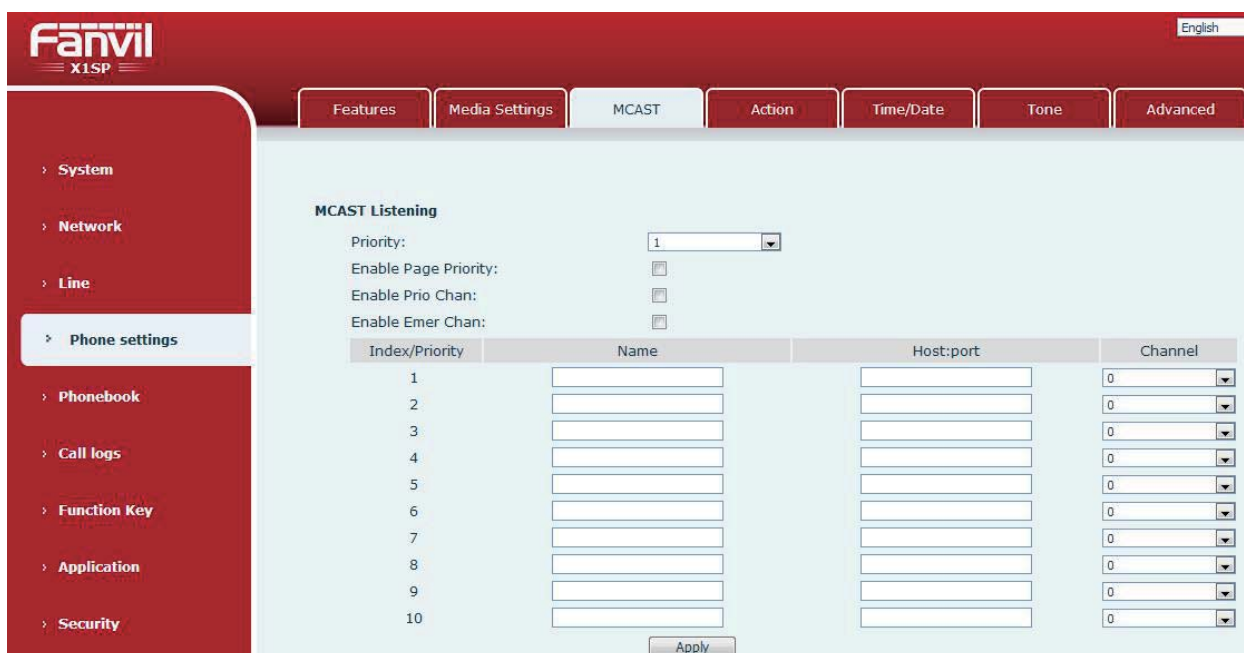 Fanvil
X1SP
English
Features Media Settings MCAST Action Time/Date Tone Advanced
› System
› Network
› Line
› Phone settings
› Phonebook
› Call logs
› Function Key
› Application
› Security
MCAST Listening
Priority: 1
Enable Page Priority:
Enable Prio Chan:
Enable Emer Chan:
Index/Priority Name Host:port Channel
1 0
2 0
3 0
4 0
5 0
6 0
7 0
8 0
9 0
10 0
Apply